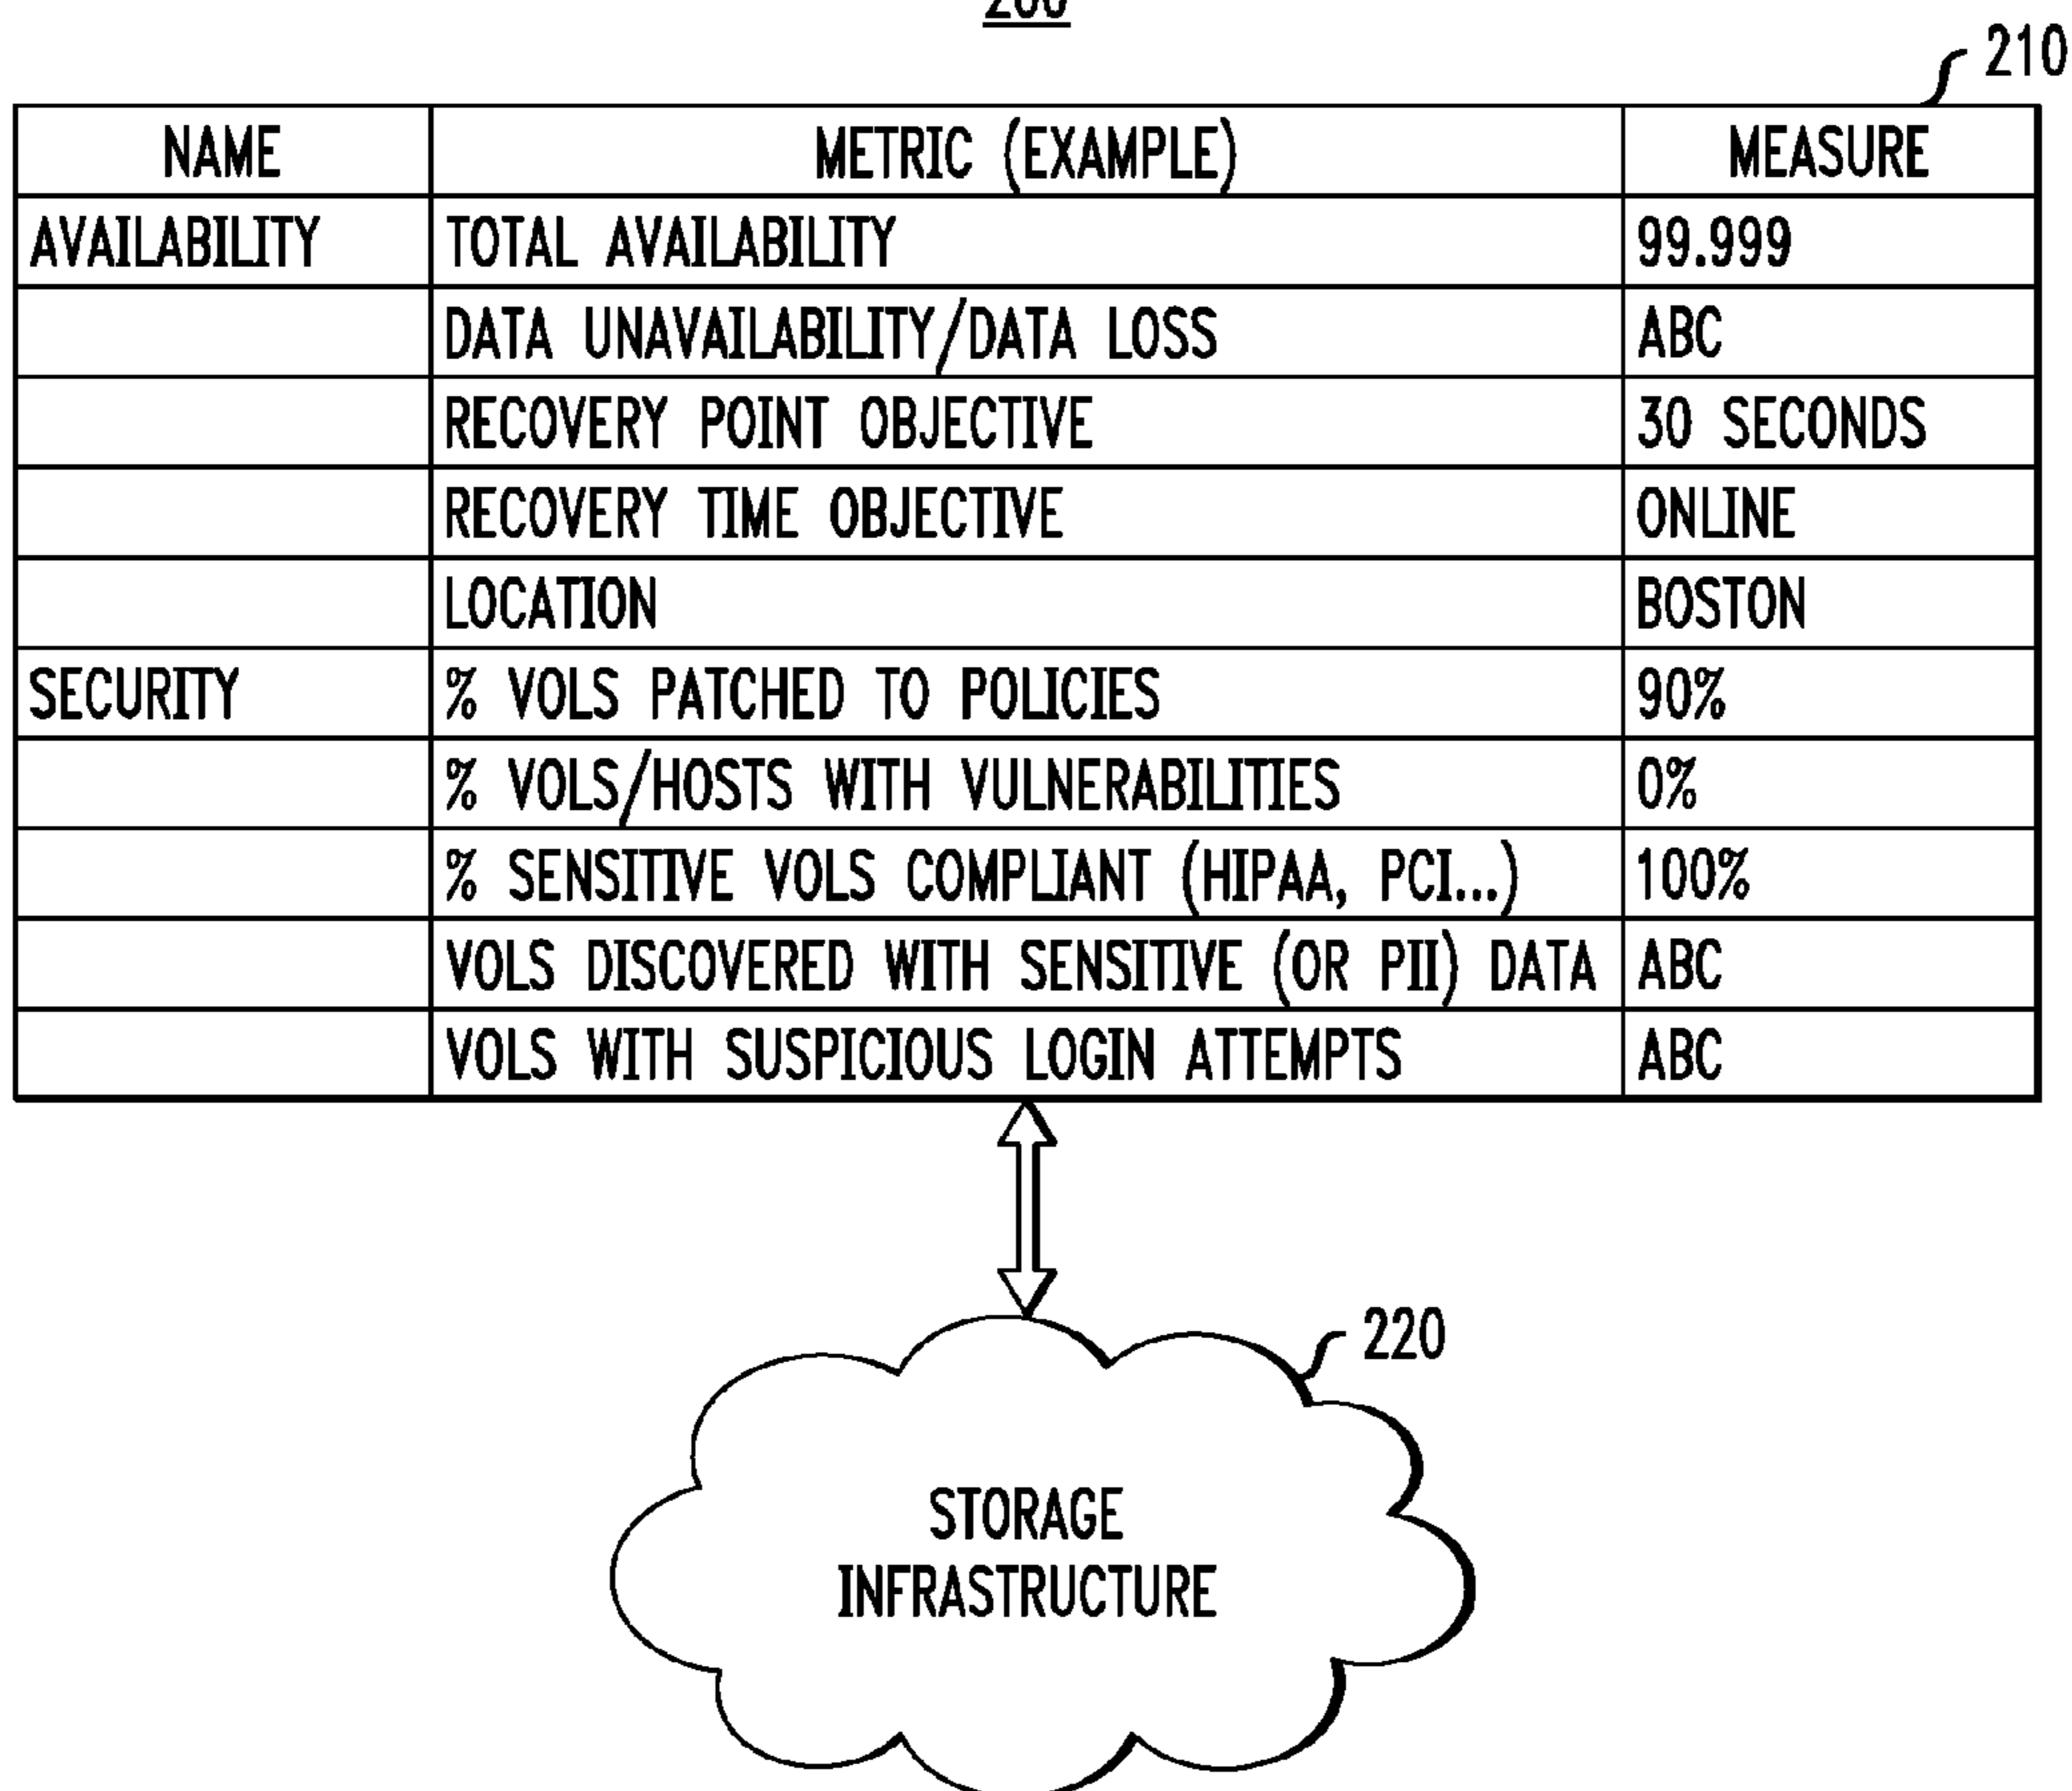 210
NAME METRIC (EXAMPLE) MEASURE
AVAILABILITY TOTAL AVAILABILITY 99.999
DATA UNAVAILABILITY/DATA LOSS ABC
RECOVERY POINT OBJECTIVE 30 SECONDS
RECOVERY TIME OBJECTIVE ONLINE
LOCATION BOSTON
SECURITY % VOLS PATCHED TO POLICIES 90%
% VOLS/HOSTS WITH VULNERABILITIES 0%
% SENSITIVE VOLS COMPLIANT (HIPAA, PCI...) 100%
VOLS DISCOVERED WITH SENSITIVE (OR PII) DATA ABC
VOLS WITH SUSPICIOUS LOGIN ATTEMPTS ABC
220
STORAGE
INFRASTRUCTURE